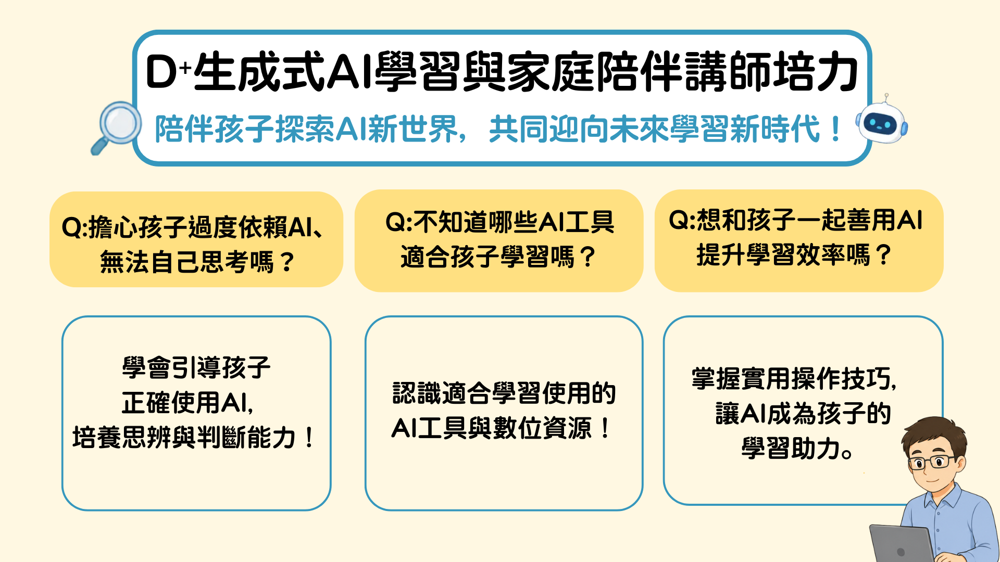 D⁺生成式AI學習與家庭陪伴講師培力
陪伴孩子探索AI新世界，共同迎向未來學習新時代！
Q:擔心孩子過度依賴AI、
無法自己思考嗎？
Q:不知道哪些AI工具
適合孩子學習嗎？
Q:想和孩子一起善用AI
提升學習效率嗎？
學會引導孩子
正確使用AI，
培養思辨與判斷能力！
認識適合學習使用的
AI工具與數位資源！
掌握實用操作技巧，
讓AI成為孩子的
學習助力。